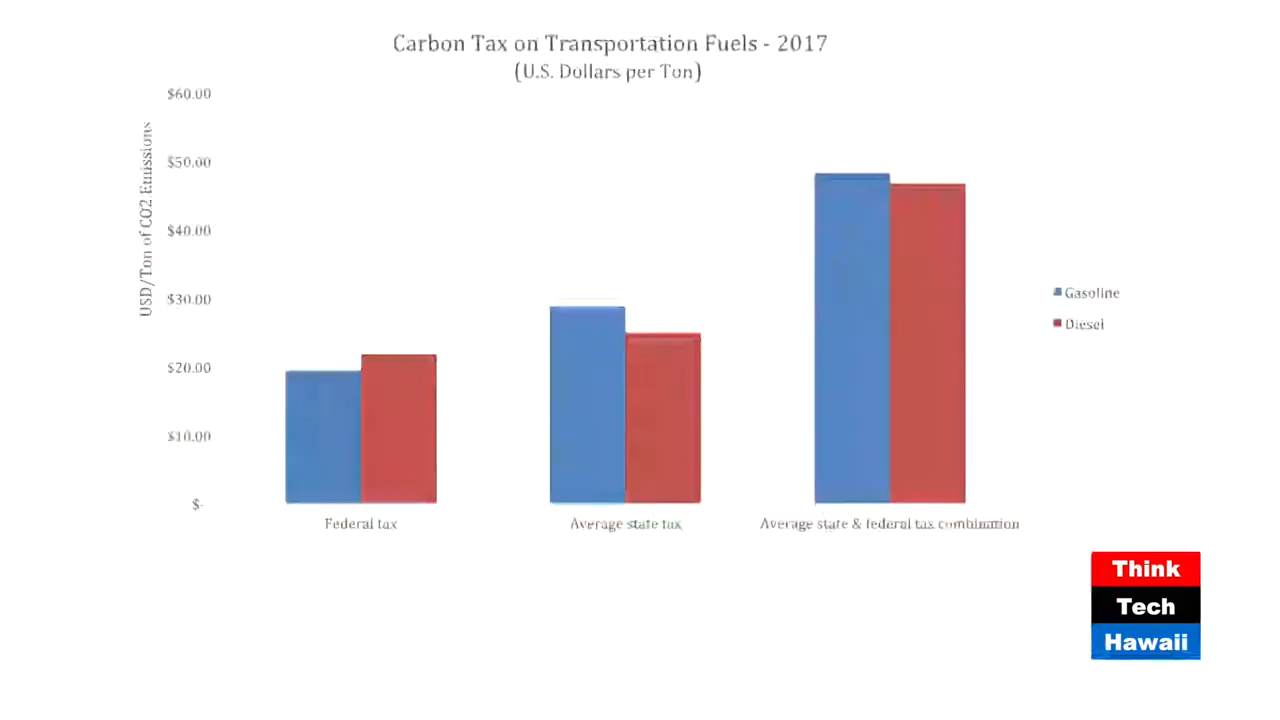 Carbon Tax on Transportation Fuels - 2017
(U.S. Dollars per Ton)
USD/Ton of CO2 Emissions
$60.00
$50.00
$40.00
$30.00
$20.00
$10.00
$-
Federal tax
Average state tax
Average state & federal tax combination
Gasoline
Diesel
Think
Tech
Hawaii